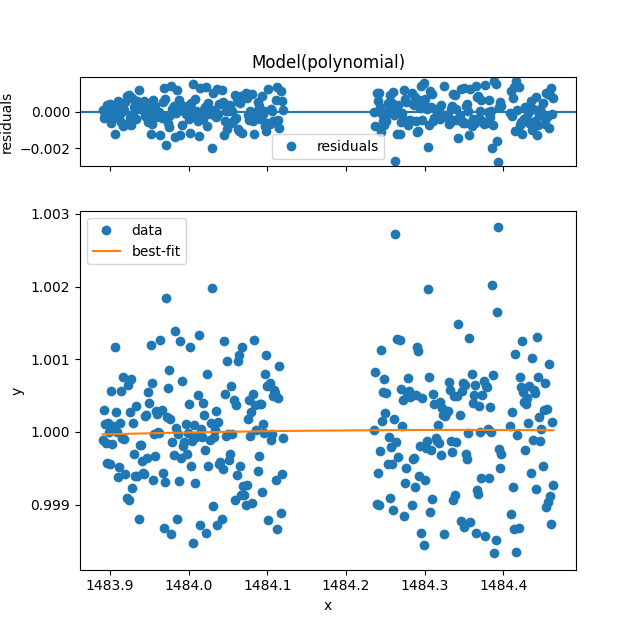 Model(polynomial)
residuals
0.000
−0.002
residuals
1.003
1.002
1.001
1.000
0.999
y
data
best-fit
1483.9 1484.0 1484.1 1484.2 1484.3 1484.4
x